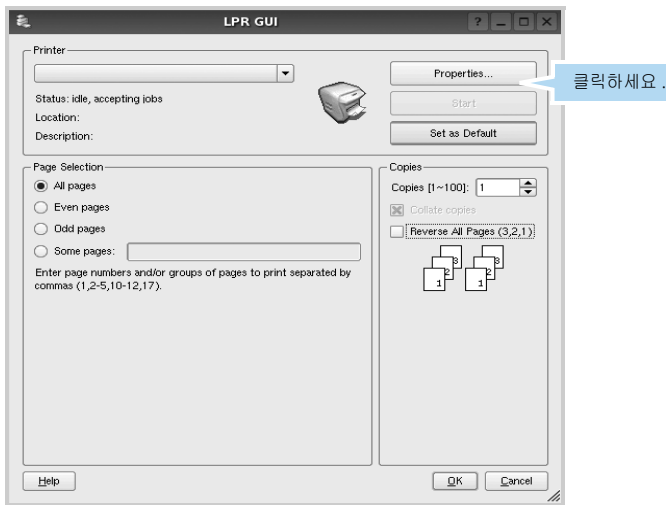 LPR GUI
Printer
Properties...
클릭하세요 .
Status: idle, accepting jobs
Start
Location:
Description:
Set as Default
Page Selection
Copies
All pages
Copies [1~100]: 1
Even pages
Collate copies
Odd pages
Reverse All Pages (3,2,1)
Some pages:
Enter page numbers and/or groups of pages to print separated by
commas (1,2-5,10-12,17).
3 3
2 2
1 1
Help
OK
Cancel